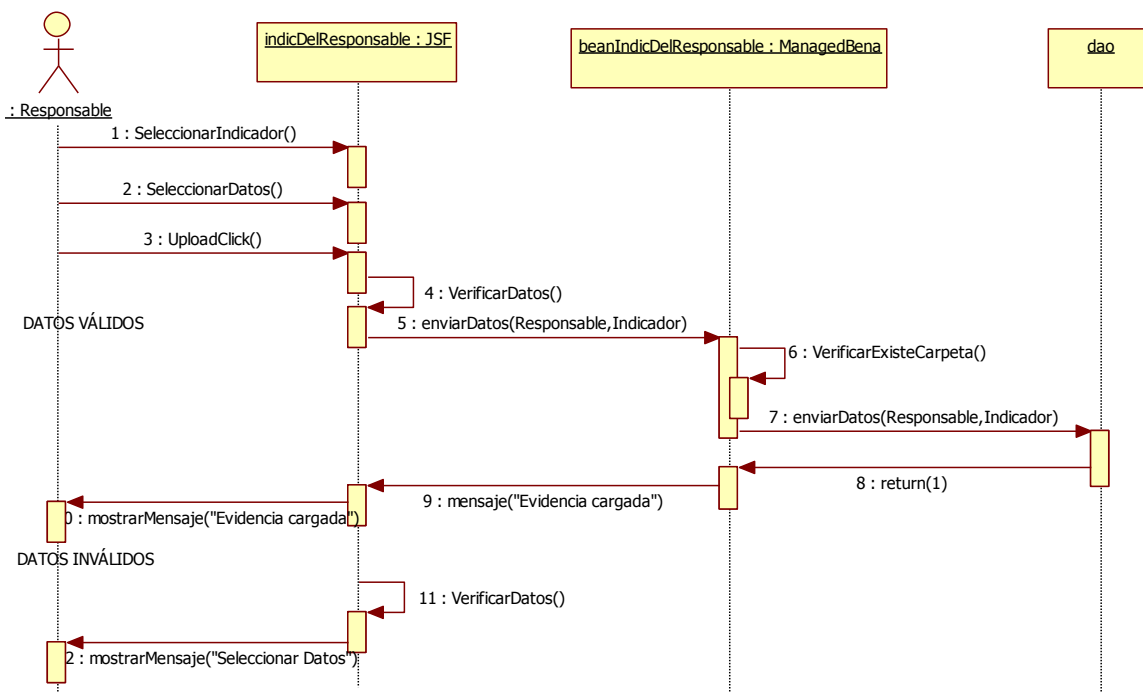 indicDelResponsable : JSF
beanIndicDelResponsable : ManagedBena
dao
: Responsable
1 : SeleccionarIndicador()
2 : SeleccionarDatos()
3 : UploadClick()
4 : VerificarDatos()
DATOS VÁLIDOS
5 : enviarDatos(Responsable,Indicador)
6 : VerificarExisteCarpeta()
7 : enviarDatos(Responsable,Indicador)
8 : return(1)
9 : mensaje("Evidencia cargada")
0 : mostrarMensaje("Evidencia cargada")
DATOS INVÁLIDOS
11 : VerificarDatos()
2 : mostrarMensaje("Seleccionar Datos")